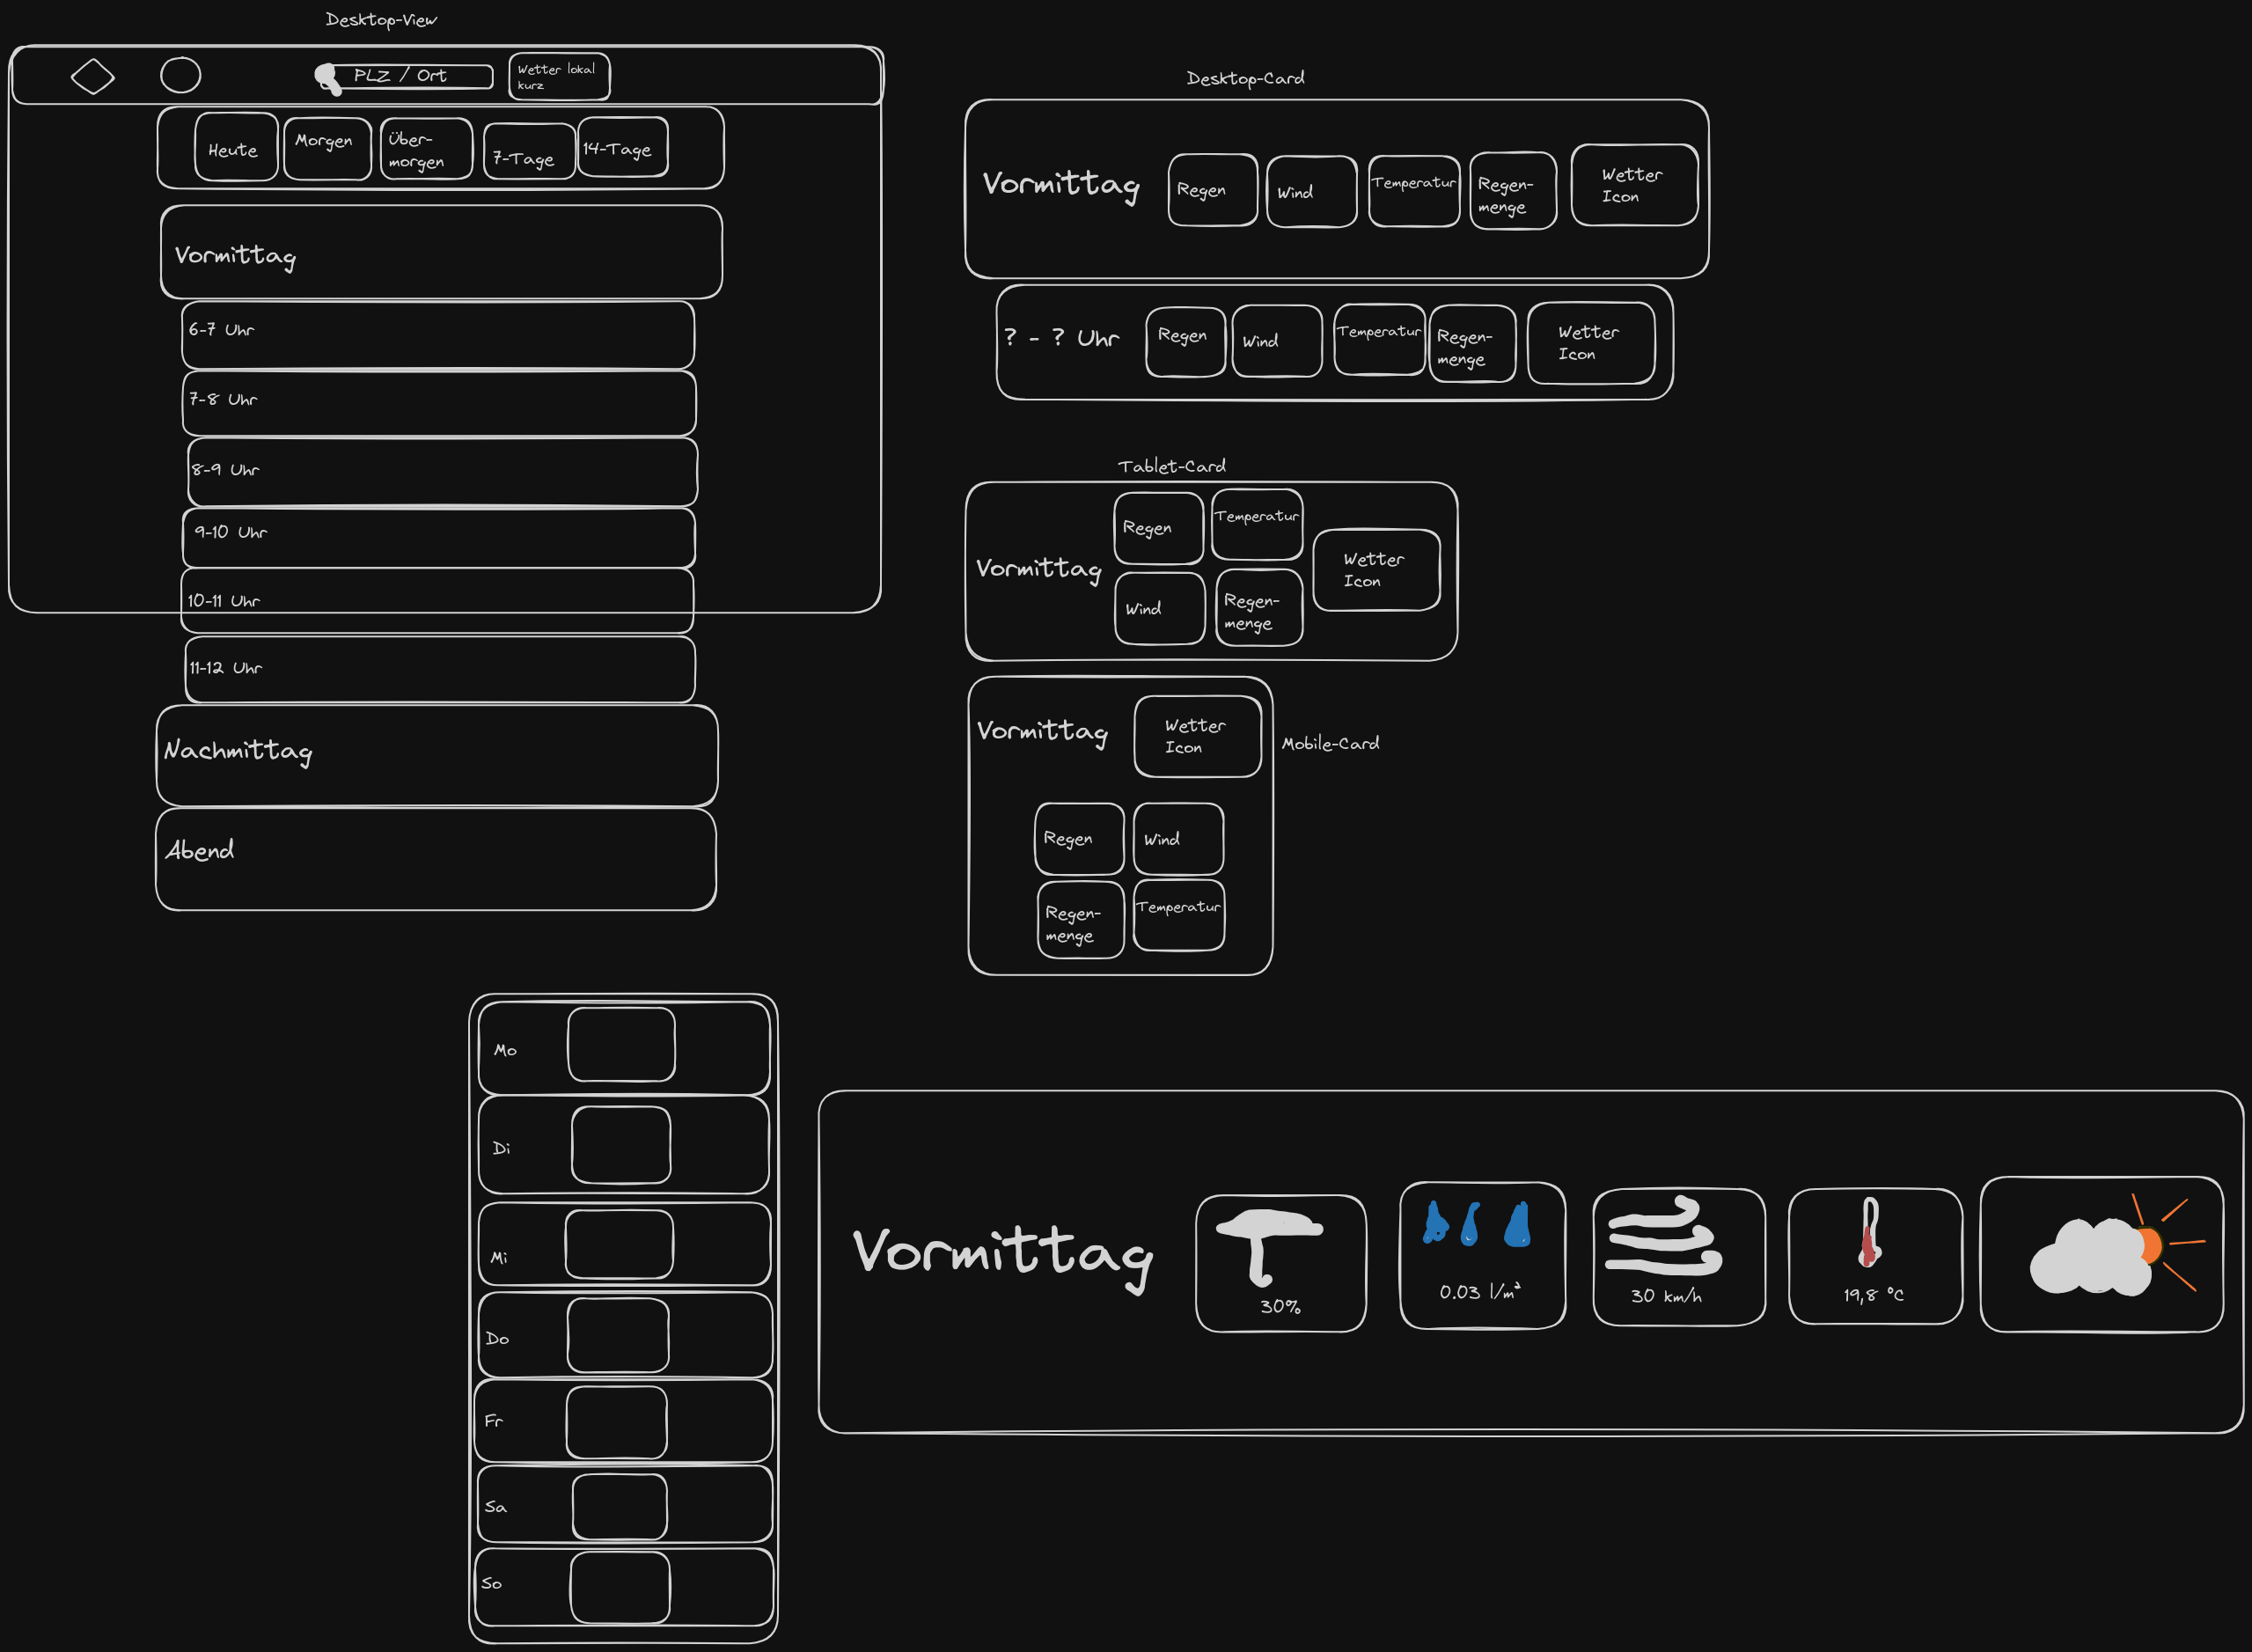 Desktop-View
PLZ / Ort
Wetter lokal
kurz
Heute
Morgen
Über-
morgen
7-Tage
14-Tage
Vormittag
6-7 Uhr
7-8 Uhr
8-9 Uhr
9-10 Uhr
10-11 Uhr
11-12 Uhr
Nachmittag
Abend
Desktop-Card
Vormittag
Regen
Wind
Temperatur
Regen-
menge
Wetter
Icon
? - ? Uhr
Regen
Wind
Temperatur
Regen-
menge
Wetter
Icon
Tablet-Card
Vormittag
Regen
Temperatur
Wind
Regen-
menge
Wetter
Icon
Mobile-Card
Vormittag
Wetter
Icon
Regen
Wind
Regen-
menge
Temperatur
Mo
Di
Mi
Do
Fr
Sa
So
Vormittag
30%
0.03 l/m²
30 km/h
19,8 °C